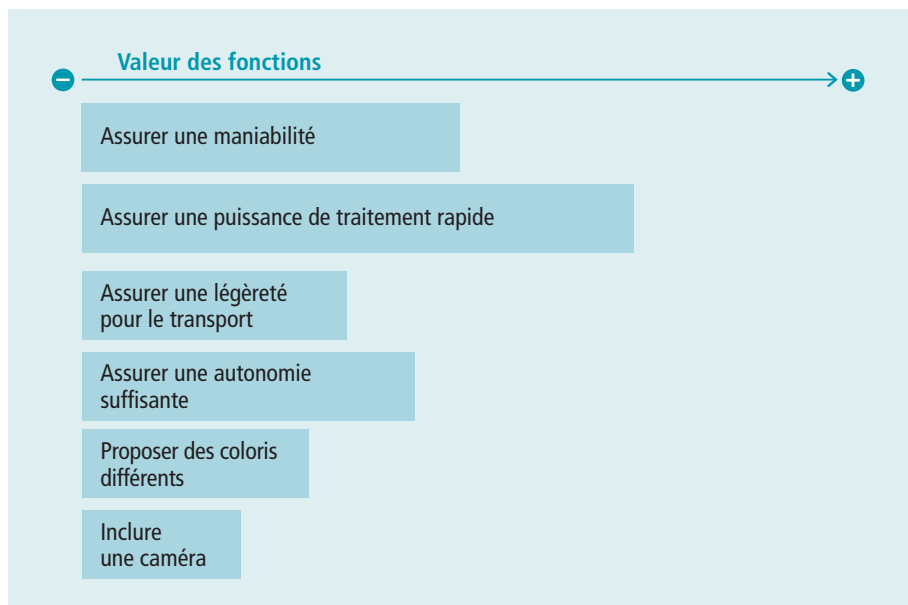 Valeur des fonctions
− +
Assurer une maniabilité
Assurer une puissance de traitement rapide
Assurer une légèreté
pour le transport
Assurer une autonomie
suffisante
Proposer des coloris
différents
Inclure
une caméra